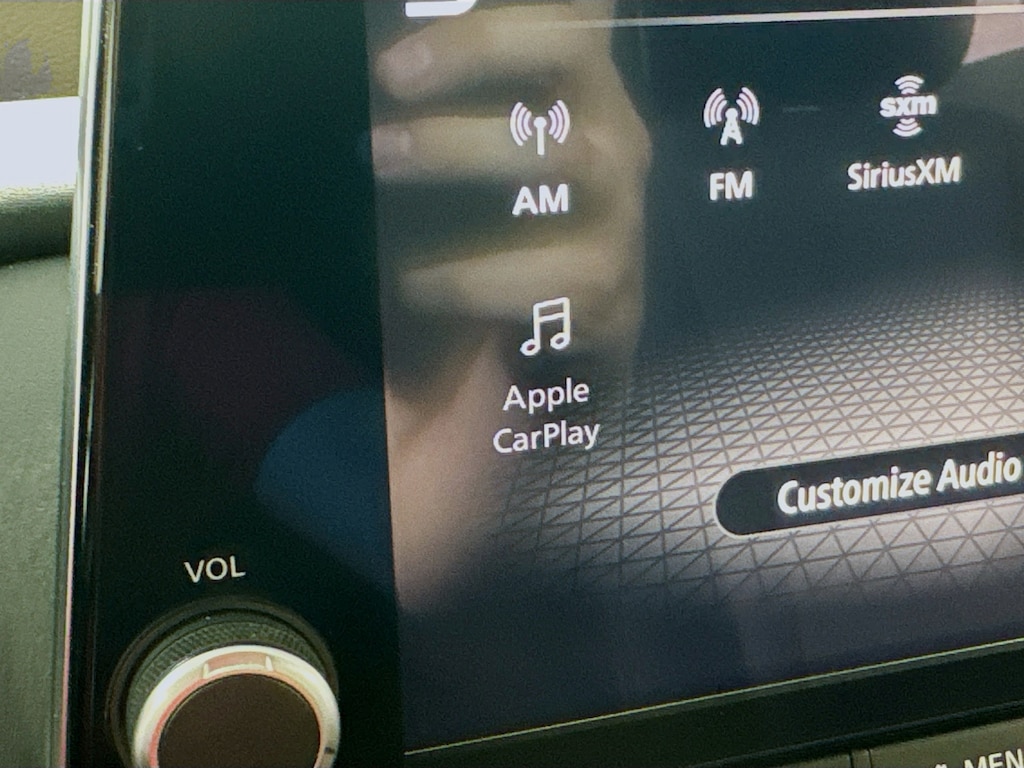 AM
FM
sxm
SiriusXM
Apple
CarPlay
Customize Audio
VOL